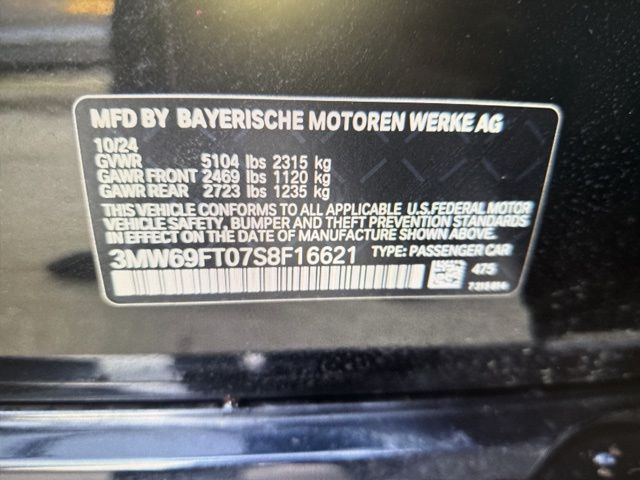 MFD BY BAYERISCHE MOTOREN WERKE AG
10/24
GVWR 5104 lbs 2315 kg
GAWR FRONT 2469 lbs 1120 kg
GAWR REAR 2723 lbs 1235 kg
THIS VEHICLE CONFORMS TO ALL APPLICABLE U.S.FEDERAL MOTOR
VEHICLE SAFETY, BUMPER AND THEFT PREVENTION STANDARDS
IN EFFECT ON THE DATE OF MANUFACTURE SHOWN ABOVE.
3MW69FT07S8F16621 TYPE: PASSENGER CAR
475